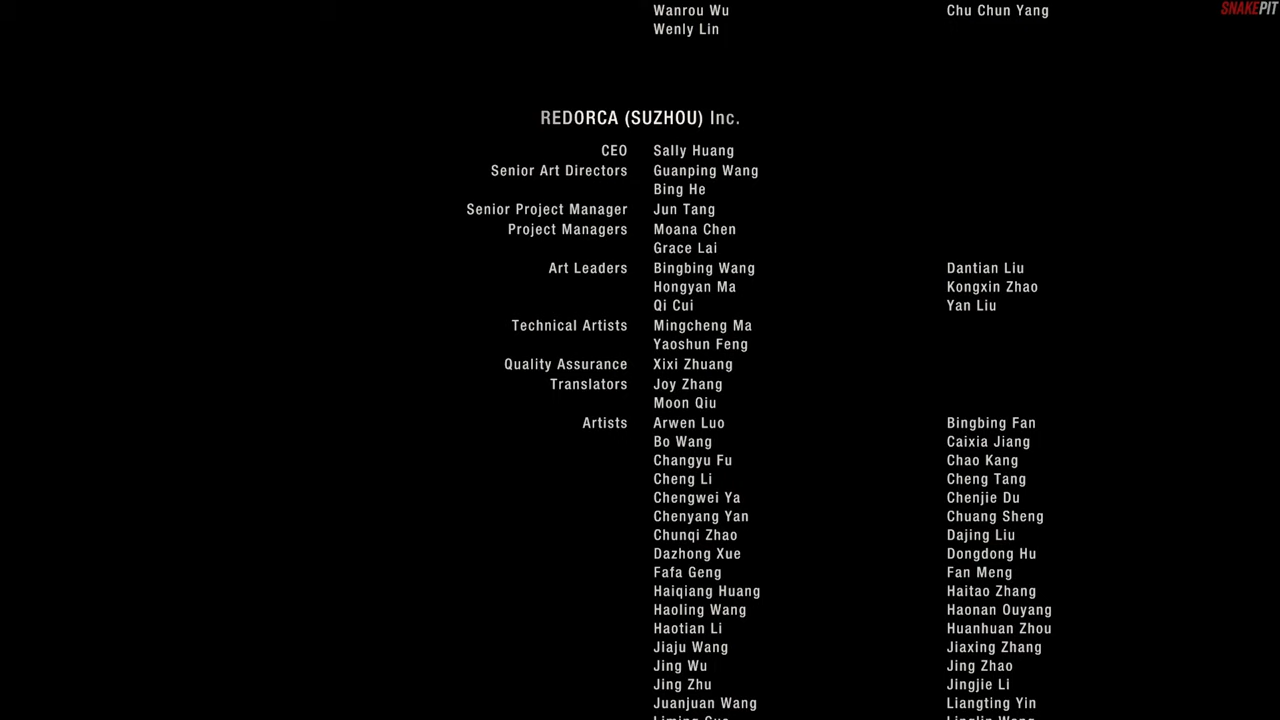 Wanrou Wu Chu Chun Yang
SNAKEPIT
Wenly Lin
REDORCA (SUZHOU) Inc.
CEO Sally Huang
Senior Art Directors Guanping Wang
Bing He
Senior Project Manager Jun Tang
Project Managers Moana Chen
Grace Lai
Art Leaders Bingbing Wang Dantian Liu
Hongyan Ma Kongxin Zhao
Qi Cui Yan Liu
Technical Artists Mingcheng Ma
Yaoshun Feng
Quality Assurance Xixi Zhuang
Translators Joy Zhang
Moon Qiu
Artists Arwen Luo Bingbing Fan
Bo Wang Caixia Jiang
Changyu Fu Chao Kang
Cheng Li Cheng Tang
Chengwei Ya Chenjie Du
Chenyang Yan Chuang Sheng
Chunqi Zhao Dajing Liu
Dazhong Xue Dongdong Hu
Fafa Geng Fan Meng
Haiqiang Huang Haitao Zhang
Haoling Wang Haonan Ouyang
Haotian Li Huanhuan Zhou
Jiaju Wang Jiaxing Zhang
Jing Wu Jing Zhao
Jing Zhu Jingjie Li
Juanjuan Wang Liangting Yin